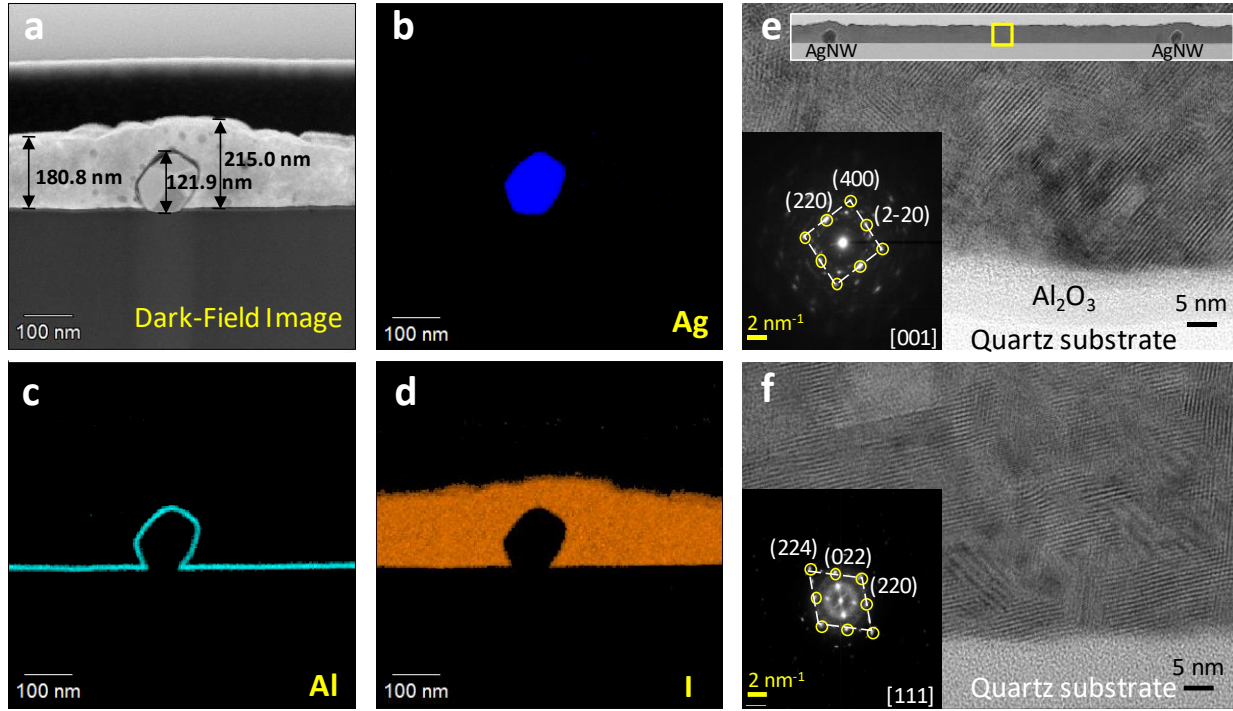 a
180.8 nm
121.9 nm
215.0 nm
100 nm
Dark-Field Image
b
100 nm
Ag
c
100 nm
Al
d
100 nm
I
e
AgNW
AgNW
(400)
(220)
(2-20)
2 nm-1
[001]
Al2O3
5 nm
Quartz substrate
f
(224)
(022)
(220)
2 nm-1
[111]
5 nm
Quartz substrate